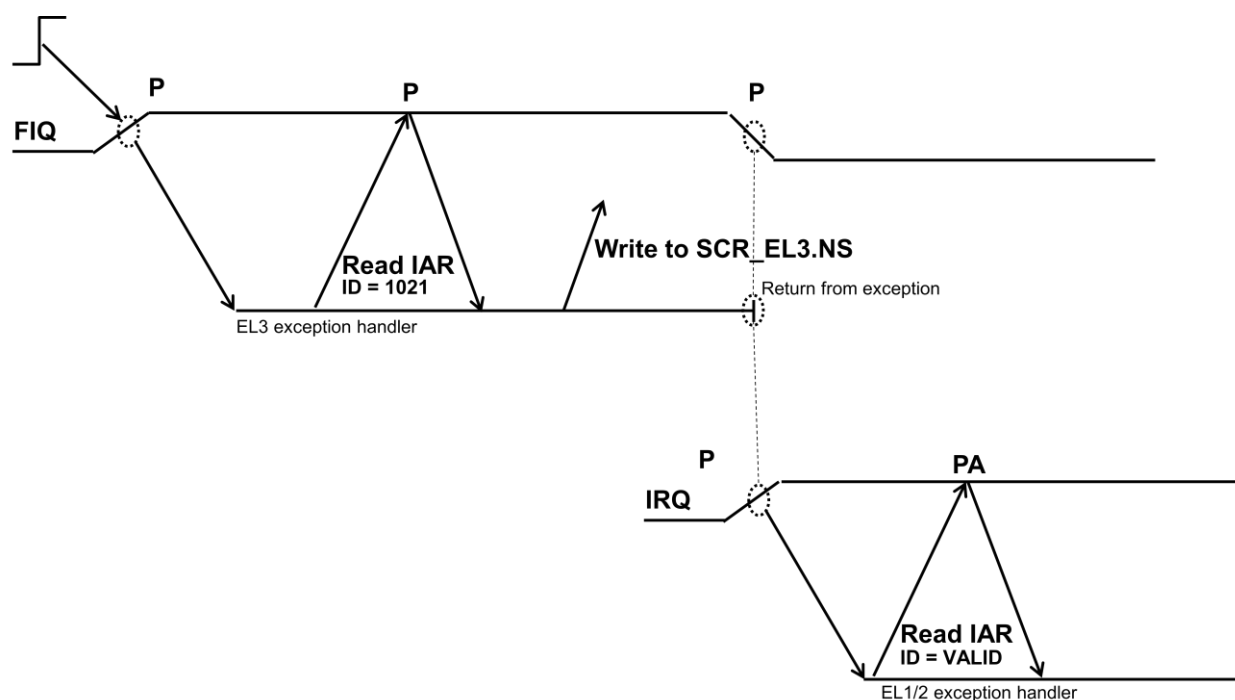 P
P
P
FIQ
Write to SCR_EL3.NS
Read IAR
ID = 1021
Return from exception
EL3 exception handler
P
PA
IRQ
Read IAR
ID = VALID
EL1/2 exception handler